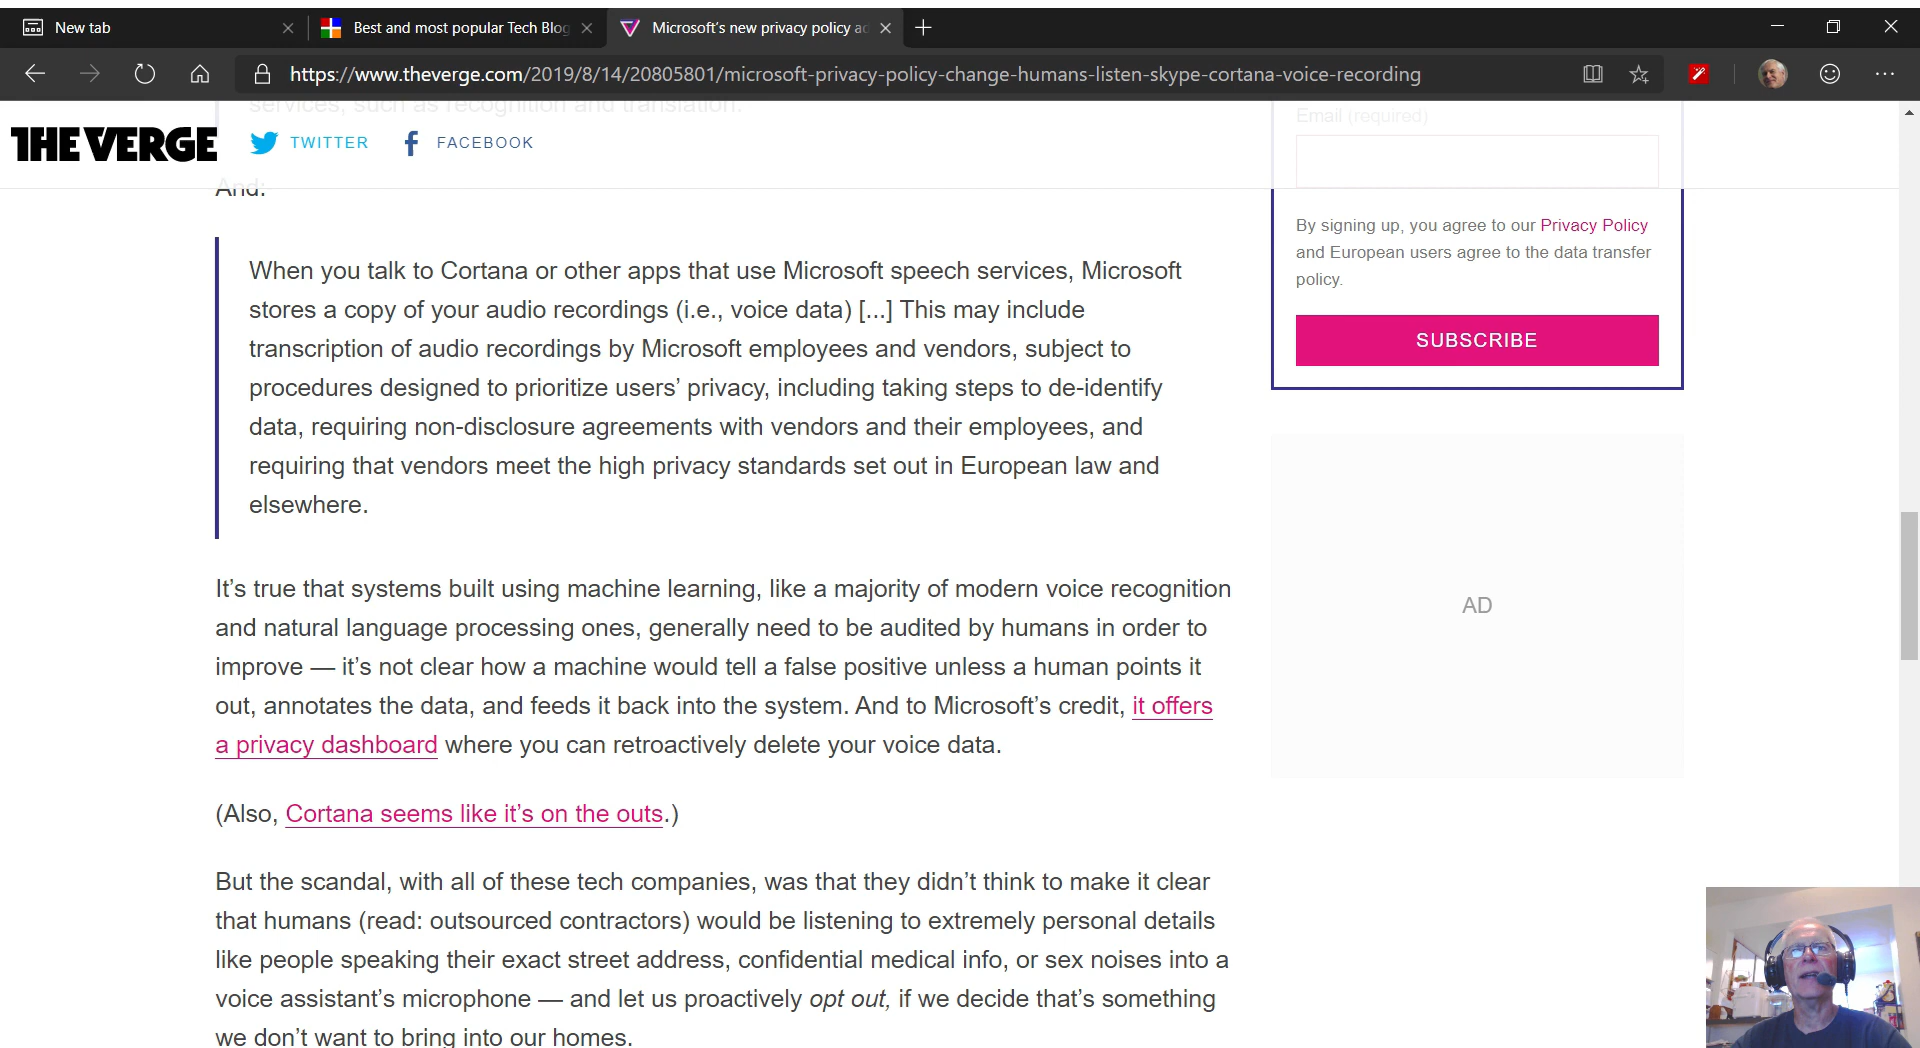 New tab
Best and most popular Tech Blog
Microsoft's new privacy policy ad
https://www.theverge.com/2019/8/14/20805801/microsoft-privacy-policy-change-humans-listen-skype-cortana-voice-recording
services, such as recognition and translation.
THE VERGE
TWITTER
FACEBOOK
And:
When you talk to Cortana or other apps that use Microsoft speech services, Microsoft
stores a copy of your audio recordings (i.e., voice data) [...] This may include
transcription of audio recordings by Microsoft employees and vendors, subject to
procedures designed to prioritize users’ privacy, including taking steps to de-identify
data, requiring non-disclosure agreements with vendors and their employees, and
requiring that vendors meet the high privacy standards set out in European law and
elsewhere.
It’s true that systems built using machine learning, like a majority of modern voice recognition
and natural language processing ones, generally need to be audited by humans in order to
improve — it’s not clear how a machine would tell a false positive unless a human points it
out, annotates the data, and feeds it back into the system. And to Microsoft’s credit, it offers
a privacy dashboard where you can retroactively delete your voice data.
(Also, Cortana seems like it’s on the outs.)
But the scandal, with all of these tech companies, was that they didn’t think to make it clear
that humans (read: outsourced contractors) would be listening to extremely personal details
like people speaking their exact street address, confidential medical info, or sex noises into a
voice assistant’s microphone — and let us proactively opt out, if we decide that’s something
we don’t want to bring into our homes.
Email (required)
By signing up, you agree to our Privacy Policy
and European users agree to the data transfer
policy.
SUBSCRIBE
AD